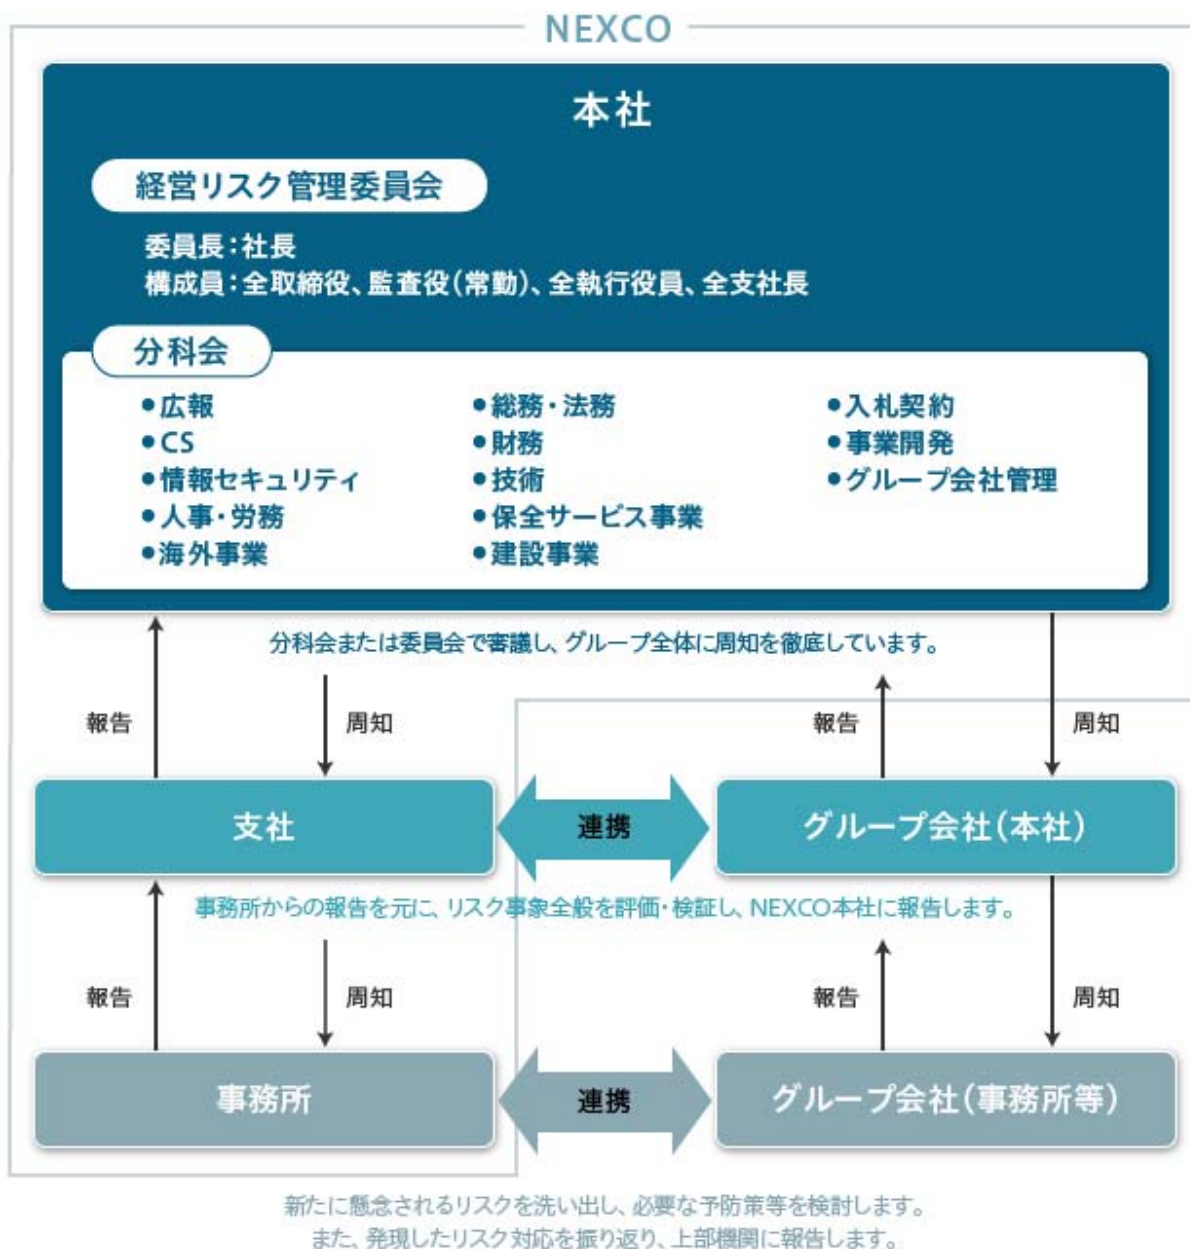 NEXCO
本社
経営リスク管理委員会
委員長：社長
構成員：全取締役、監査役（常勤）、全執行役員、全支社長
分科会
●広報
●CS
●情報セキュリティ
●人事・労務
●海外事業
●総務・法務
●財務
●技術
●保全サービス事業
●建設事業
●入札契約
●事業開発
●グループ会社管理
分科会または委員会で審議し、グループ全体に周知を徹底しています。
報告
周知
報告
周知
支社
連携
グループ会社（本社）
事務所からの報告を元に、リスク事象全般を評価・検証し、NEXCO本社に報告します。
報告
周知
報告
周知
事務所
連携
グループ会社（事務所等）
新たに懸念されるリスクを洗い出し、必要な予防策等を検討します。
また、発現したリスク対応を振り返り、上部機関に報告します。